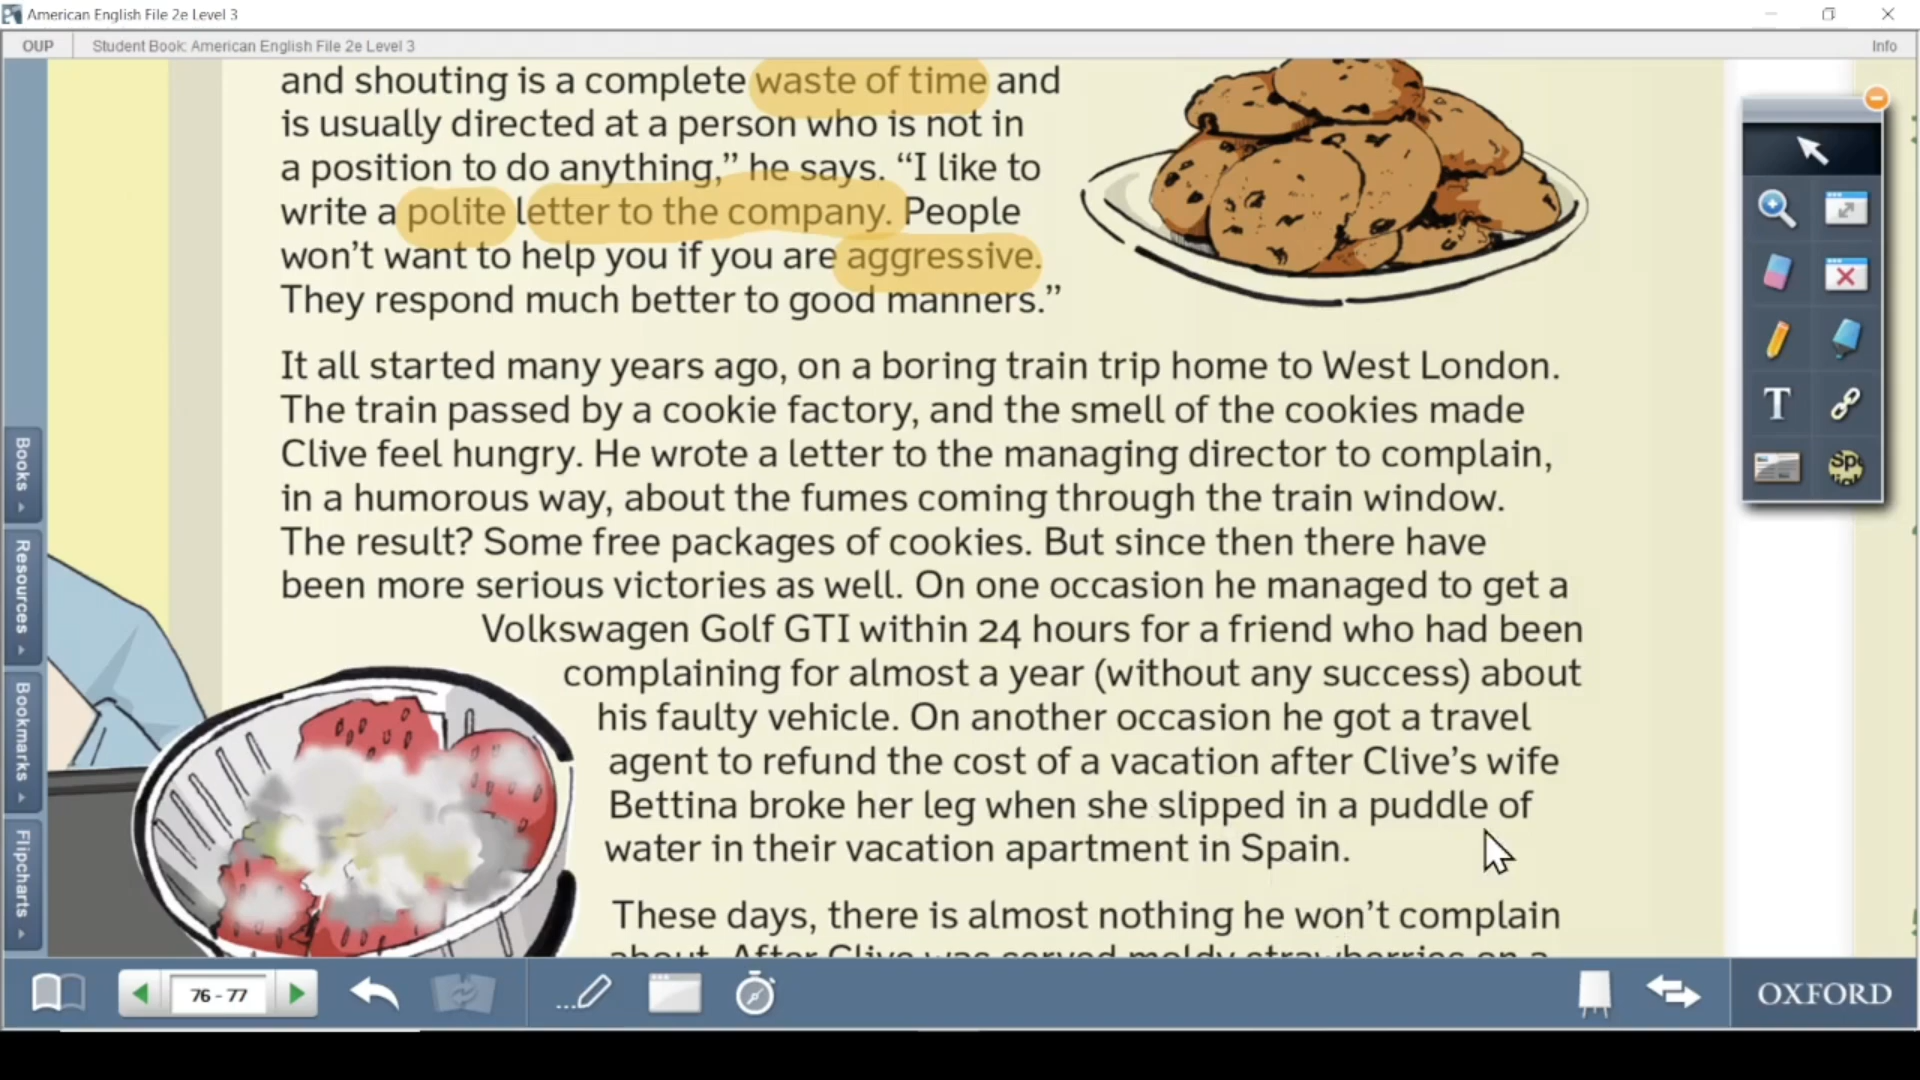 American English File 2e Level 3
OUP
Student Book: American English File 2e Level 3
Info
and shouting is a complete waste of time and
is usually directed at a person who is not in
a position to do anything,” he says. “I like to
write a polite letter to the company. People
won’t want to help you if you are aggressive.
They respond much better to good manners.”
It all started many years ago, on a boring train trip home to West London.
The train passed by a cookie factory, and the smell of the cookies made
Clive feel hungry. He wrote a letter to the managing director to complain,
in a humorous way, about the fumes coming through the train window.
The result? Some free packages of cookies. But since then there have
been more serious victories as well. On one occasion he managed to get a
Volkswagen Golf GTI within 24 hours for a friend who had been
complaining for almost a year (without any success) about
his faulty vehicle. On another occasion he got a travel
agent to refund the cost of a vacation after Clive’s wife
Bettina broke her leg when she slipped in a puddle of
water in their vacation apartment in Spain.
These days, there is almost nothing he won’t complain
about. After Clive was served moldy strawberries on a
Books
Resources
Bookmarks
Flipcharts
T
76 - 77
OXFORD